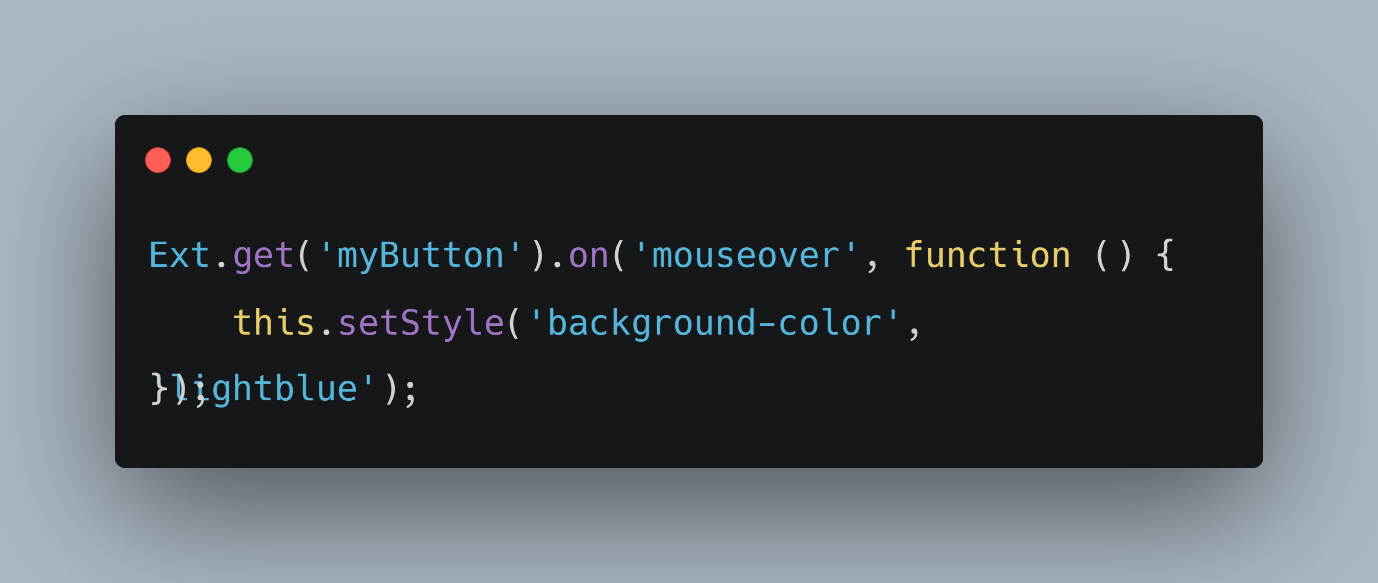 Ext.get('myButton').on('mouseover', function () {
    this.setStyle('background-color',
'lightblue');
});